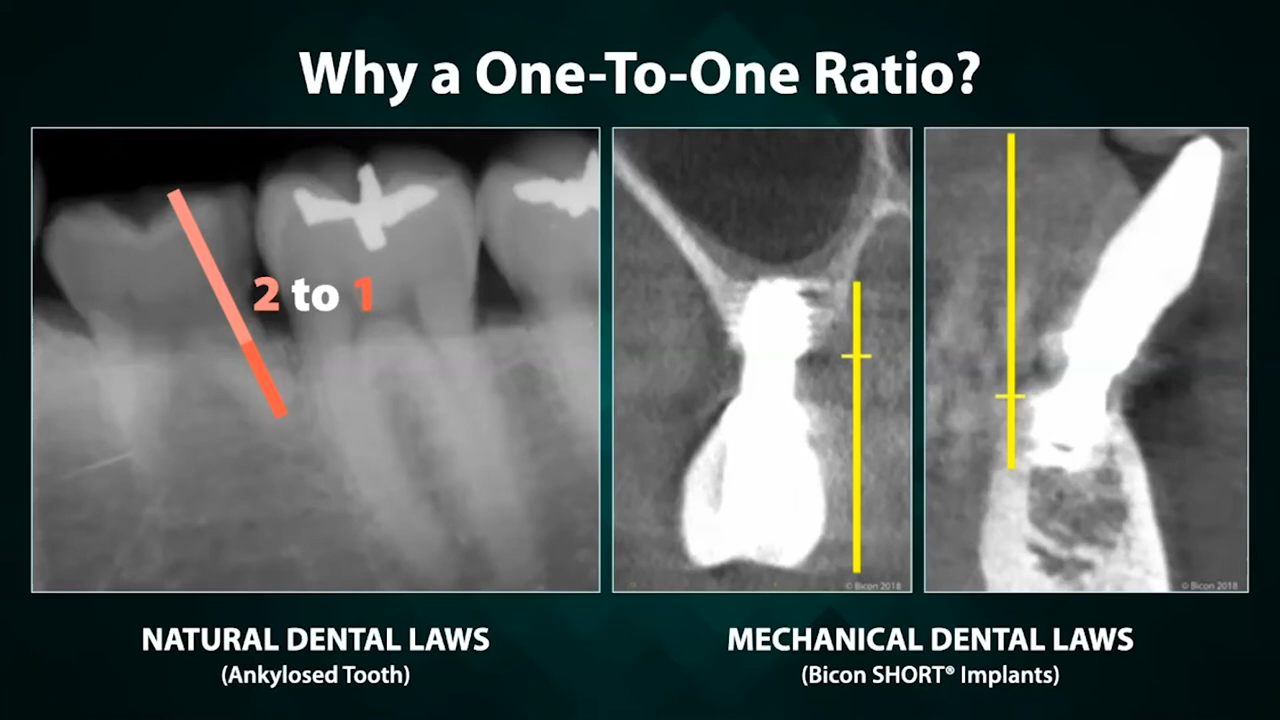 Why a One-To-One Ratio?
2 to 1
© Bicon 2018
© Bicon 2018
NATURAL DENTAL LAWS
(Ankylosed Tooth)
MECHANICAL DENTAL LAWS
(Bicon SHORT® Implants)